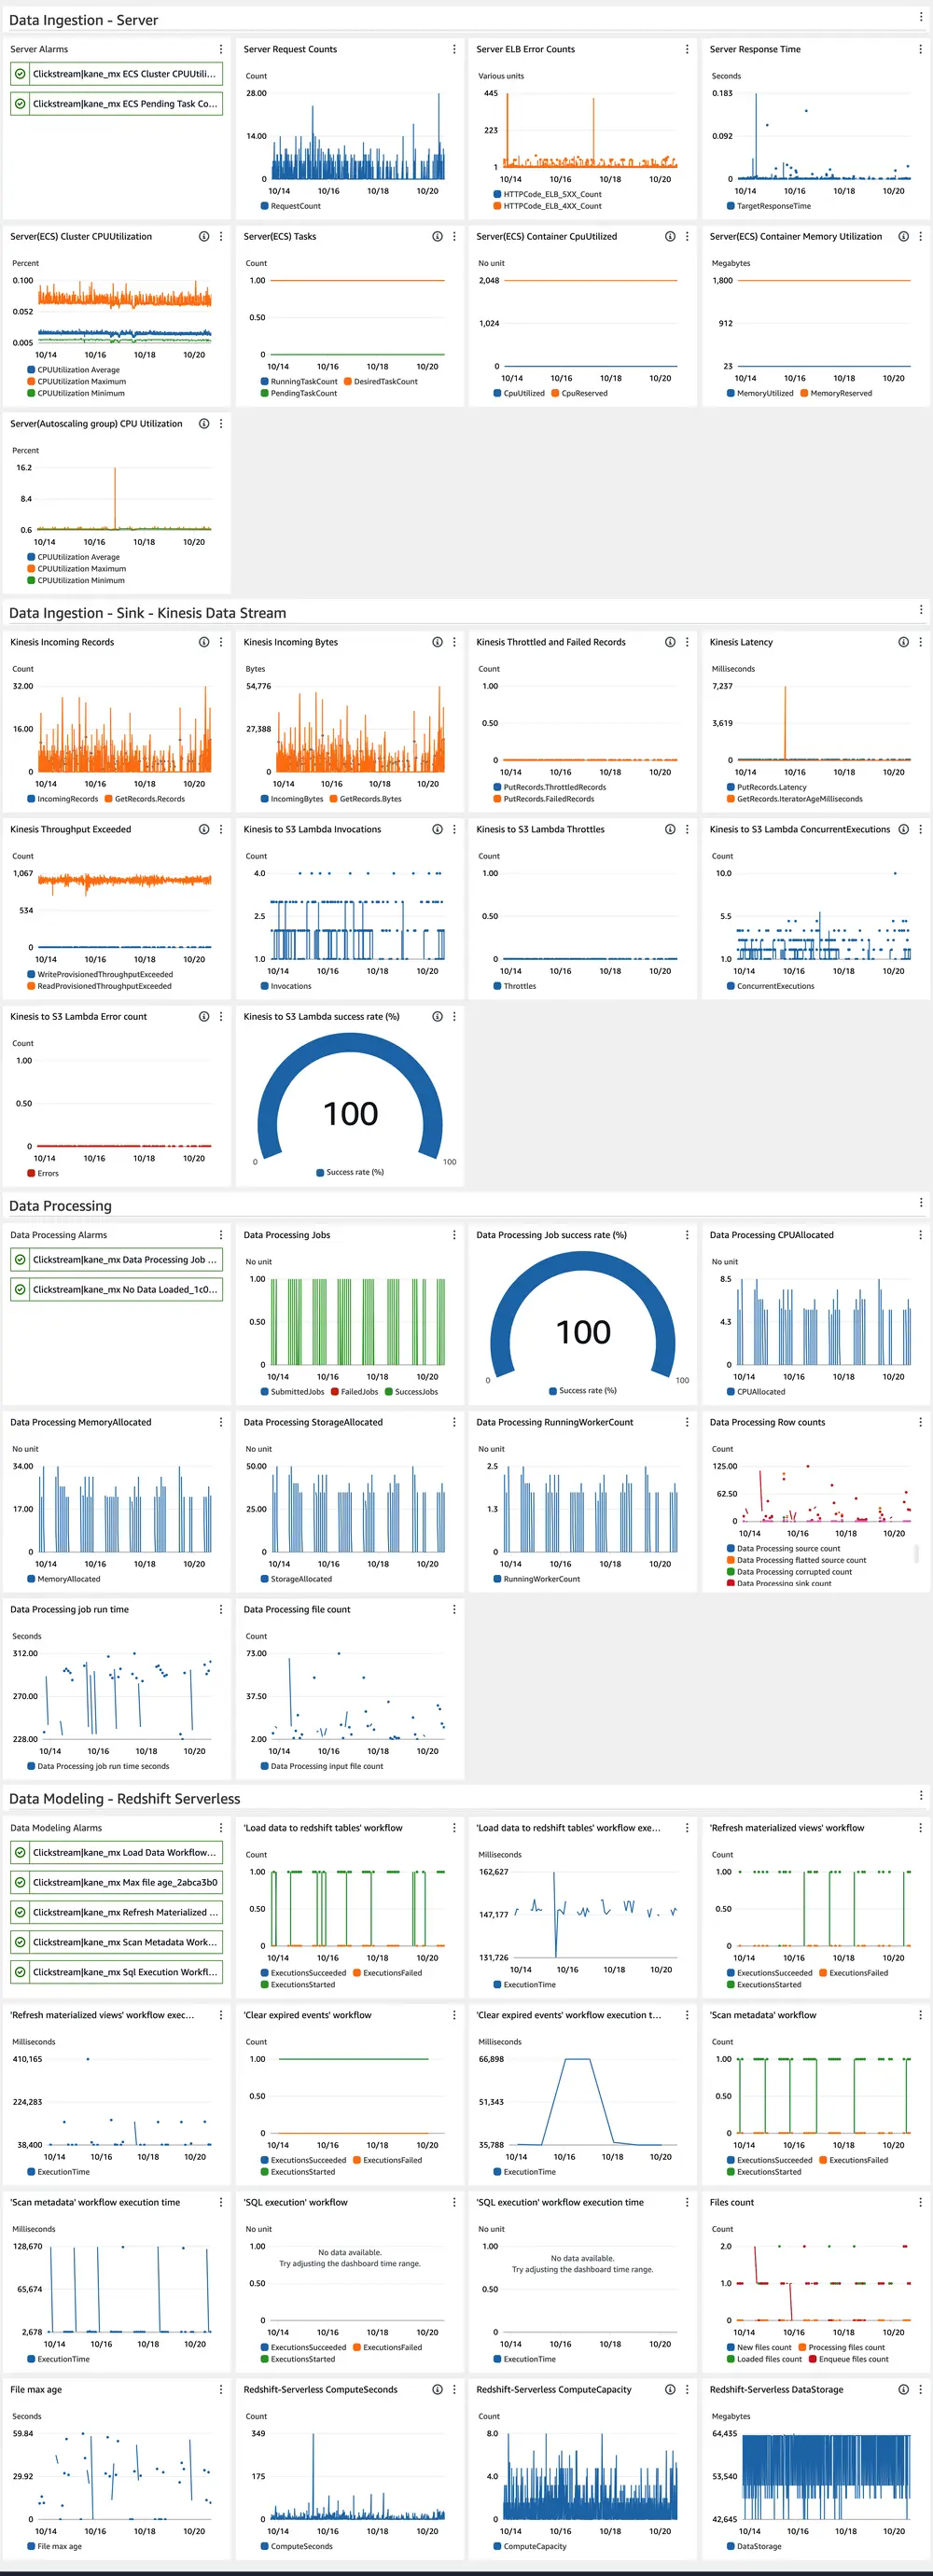 Data Ingestion - Server
Server Alarms
Clickstream|kane_mx ECS Cluster CPUUtili...
Clickstream|kane_mx ECS Pending Task Co...
Server Request Counts
Count
28.00
14.00
0
10/14 10/16 10/18 10/20
RequestCount
Server ELB Error Counts
Various units
445
223
1
10/14 10/16 10/18 10/20
HTTPCode_ELB_5XX_Count
HTTPCode_ELB_4XX_Count
Server Response Time
Seconds
0.183
0.092
0
10/14 10/16 10/18 10/20
TargetResponseTime
Server(ECS) Cluster CPUUtilization
Percent
0.100
0.052
0.005
10/14 10/16 10/18 10/20
CPUUtilization Average
CPUUtilization Maximum
CPUUtilization Minimum
Server(ECS) Tasks
Count
1.00
0.50
0
10/14 10/16 10/18 10/20
RunningTaskCount DesiredTaskCount
PendingTaskCount
Server(ECS) Container CpuUtilized
No unit
2,048
1,024
0
10/14 10/16 10/18 10/20
CpuUtilized CpuReserved
Server(ECS) Container Memory Utilization
Megabytes
1,800
912
23
10/14 10/16 10/18 10/20
MemoryUtilized MemoryReserved
Server(Autoscaling group) CPU Utilization
Percent
16.2
8.4
0.6
10/14 10/16 10/18 10/20
CPUUtilization Average
CPUUtilization Maximum
CPUUtilization Minimum
Data Ingestion - Sink - Kinesis Data Stream
Kinesis Incoming Records
Count
32.00
16.00
0
10/14 10/16 10/18 10/20
IncomingRecords GetRecords.Records
Kinesis Incoming Bytes
Bytes
54,776
27,388
0
10/14 10/16 10/18 10/20
IncomingBytes GetRecords.Bytes
Kinesis Throttled and Failed Records
Count
1.00
0.50
0
10/14 10/16 10/18 10/20
PutRecords.ThrottledRecords
PutRecords.FailedRecords
Kinesis Latency
Milliseconds
7,237
3,619
0
10/14 10/16 10/18 10/20
PutRecords.Latency
GetRecords.IteratorAgeMilliseconds
Kinesis Throughput Exceeded
Count
1,067
534
0
10/14 10/16 10/18 10/20
WriteProvisionedThroughputExceeded
ReadProvisionedThroughputExceeded
Kinesis to S3 Lambda Invocations
Count
4.0
2.5
1.0
10/14 10/16 10/18 10/20
Invocations
Kinesis to S3 Lambda Throttles
Count
1.00
0.50
0
10/14 10/16 10/18 10/20
Throttles
Kinesis to S3 Lambda ConcurrentExecutions
Count
10.0
5.5
1.0
10/14 10/16 10/18 10/20
ConcurrentExecutions
Kinesis to S3 Lambda Error count
Count
1.00
0.50
0
10/14 10/16 10/18 10/20
Errors
Kinesis to S3 Lambda success rate (%)
100
0 100
Success rate (%)
Data Processing
Data Processing Alarms
Clickstream|kane_mx Data Processing Job ...
Clickstream|kane_mx No Data Loaded_1c0...
Data Processing Jobs
No unit
1.00
0.50
0
10/14 10/16 10/18 10/20
SubmittedJobs FailedJobs SuccessJobs
Data Processing Job success rate (%)
100
0 100
Success rate (%)
Data Processing CPUAllocated
No unit
8.5
4.3
0
10/14 10/16 10/18 10/20
CPUAllocated
Data Processing MemoryAllocated
No unit
34.00
17.00
0
10/14 10/16 10/18 10/20
MemoryAllocated
Data Processing StorageAllocated
No unit
50.00
25.00
0
10/14 10/16 10/18 10/20
StorageAllocated
Data Processing RunningWorkerCount
No unit
2.5
1.3
0
10/14 10/16 10/18 10/20
RunningWorkerCount
Data Processing Row counts
Count
125.00
62.50
0
10/14 10/16 10/18 10/20
Data Processing source count
Data Processing flatted source count
Data Processing corrupted count
Data Processing sink count
Data Processing job run time
Seconds
312.00
270.00
228.00
10/14 10/16 10/18 10/20
Data Processing job run time seconds
Data Processing file count
Count
73.00
37.50
2.00
10/14 10/16 10/18 10/20
Data Processing input file count
Data Modeling - Redshift Serverless
Data Modeling Alarms
Clickstream|kane_mx Load Data Workflow...
Clickstream|kane_mx Max file age_2abca3b0
Clickstream|kane_mx Refresh Materialized ...
Clickstream|kane_mx Scan Metadata Work...
Clickstream|kane_mx Sql Execution Workfl...
'Load data to redshift tables' workflow
Count
1.00
0.50
0
10/14 10/16 10/18 10/20
ExecutionsSucceeded ExecutionsFailed
ExecutionsStarted
'Load data to redshift tables' workflow exe...
Milliseconds
162,627
147,177
131,726
10/14 10/16 10/18 10/20
ExecutionTime
'Refresh materialized views' workflow
Count
1.00
0.50
0
10/14 10/16 10/18 10/20
ExecutionsSucceeded ExecutionsFailed
ExecutionsStarted
'Refresh materialized views' workflow exec...
Milliseconds
410,165
224,283
38,400
10/14 10/16 10/18 10/20
ExecutionTime
'Clear expired events' workflow
Count
1.00
0.50
0
10/14 10/16 10/18 10/20
ExecutionsSucceeded ExecutionsFailed
ExecutionsStarted
'Clear expired events' workflow execution t...
Milliseconds
66,898
51,343
35,788
10/14 10/16 10/18 10/20
ExecutionTime
'Scan metadata' workflow
Count
1.00
0.50
0
10/14 10/16 10/18 10/20
ExecutionsSucceeded ExecutionsFailed
ExecutionsStarted
'Scan metadata' workflow execution time
Milliseconds
128,670
65,674
2,678
10/14 10/16 10/18 10/20
ExecutionTime
'SQL execution' workflow
No unit
1.00
No data available.
Try adjusting the dashboard time range.
0.50
0
10/14 10/16 10/18 10/20
ExecutionsSucceeded ExecutionsFailed
ExecutionsStarted
'SQL execution' workflow execution time
No unit
1.00
No data available.
Try adjusting the dashboard time range.
0.50
0
10/14 10/16 10/18 10/20
ExecutionTime
Files count
Count
2.0
1.0
0
10/14 10/16 10/18 10/20
New files count Processing files count
Loaded files count Enqueue files count
File max age
Seconds
59.84
29.92
0
10/14 10/16 10/18 10/20
File max age
Redshift-Serverless ComputeSeconds
Count
349
175
0
10/14 10/16 10/18 10/20
ComputeSeconds
Redshift-Serverless ComputeCapacity
Count
8.0
4.0
0
10/14 10/16 10/18 10/20
ComputeCapacity
Redshift-Serverless DataStorage
Megabytes
64,435
53,540
42,645
10/14 10/16 10/18 10/20
DataStorage